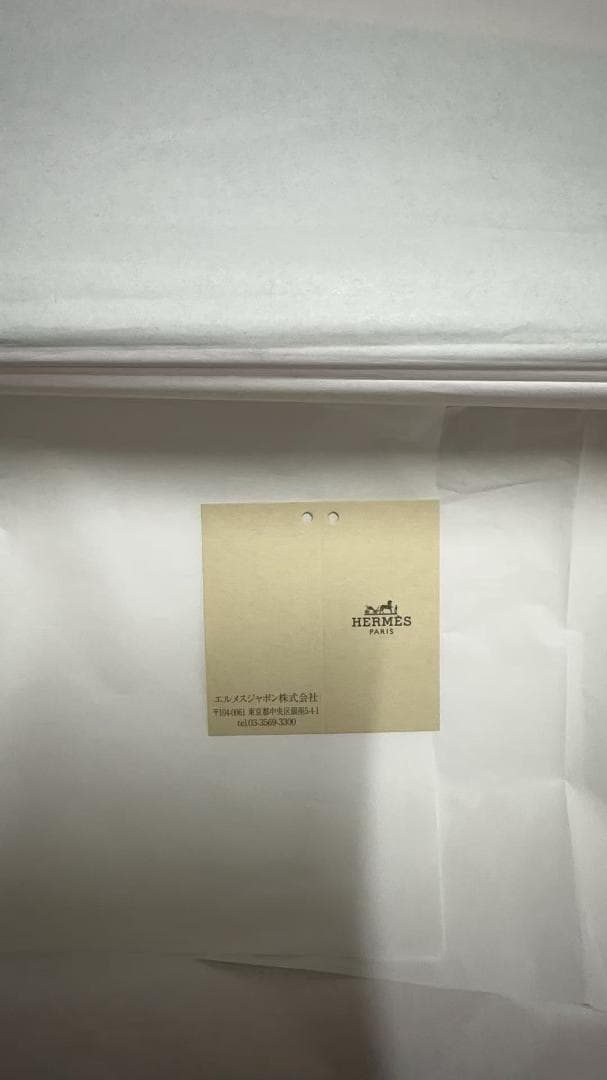 HERMÈS
PARIS
エルメスジャポン株式会社
〒104-0061 東京都中央区銀座5-4-1
tel.03-3569-3300